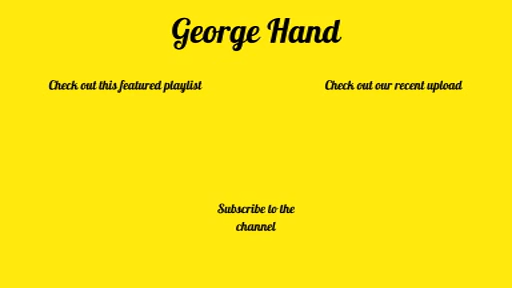 George Hand
Check out this featured playlist
Check out our recent upload
Subscribe to the
channel